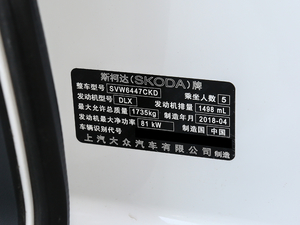 斯柯达(SKODA)牌
整车型号 SVW6447CKD 乘坐人数 5
发动机型号 DLX 发动机排量 1498 mL
最大允许总质量 1735kg 制造年月 2018-04
发动机最大净功率 81 kW
车辆识别代号 制造国 中国
上汽大众汽车有限公司 制造